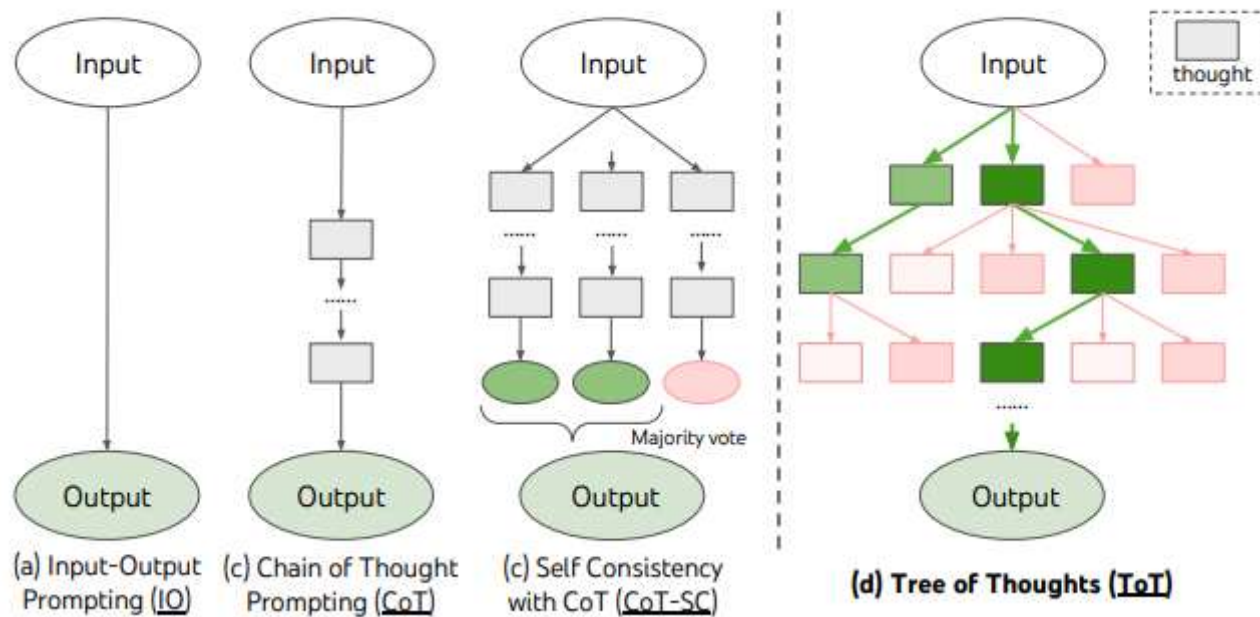 Input
Input
Input
Input
thought
......
......
......
......
......
Majority vote
Output
Output
Output
Output
(a) Input-Output
Prompting (IO)
(c) Chain of Thought
Prompting (CoT)
(c) Self Consistency
with CoT (CoT-SC)
(d) Tree of Thoughts (ToT)